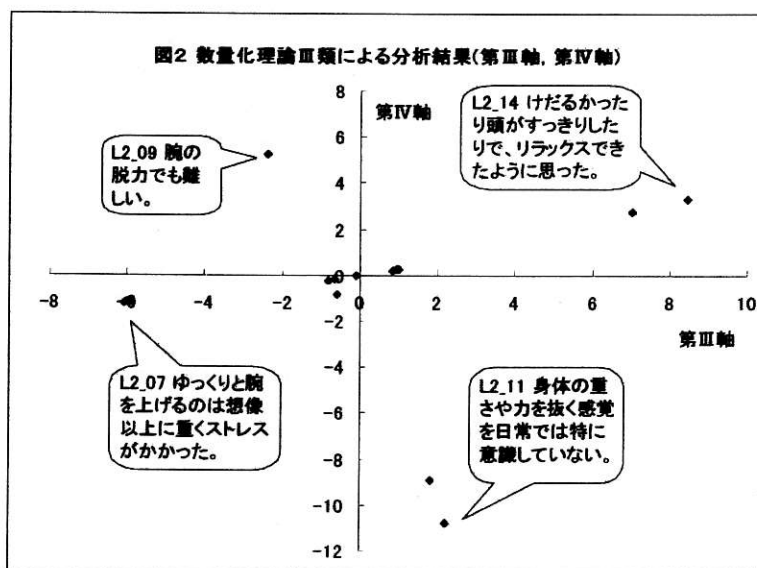 図2 数量化理論Ⅲ類による分析結果(第Ⅲ軸, 第Ⅳ軸)
8
第Ⅳ軸
L2_14 けだるかった
り頭がすっきりした
りで、リラックスでき
たように思った。
6
L2_09 腕の
脱力でも難
しい。
4
2
0
-8
-6
-4
-2
0
2
4
6
8
10
-2
第Ⅲ軸
L2_07 ゆっくりと腕
を上げるのは想像
以上に重くストレス
がかかった。
-4
L2_11 身体の重
さや力を抜く感覚
を日常では特に
意識していない。
-6
-8
-10
-12